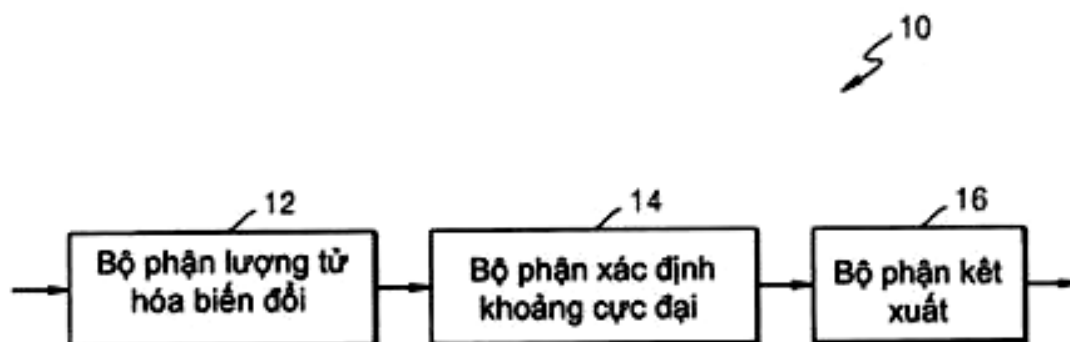 10
12
14
16
Bộ phận lượng tử
hóa biến đổi
Bộ phận xác định
khoảng cực đại
Bộ phận kết
xuất